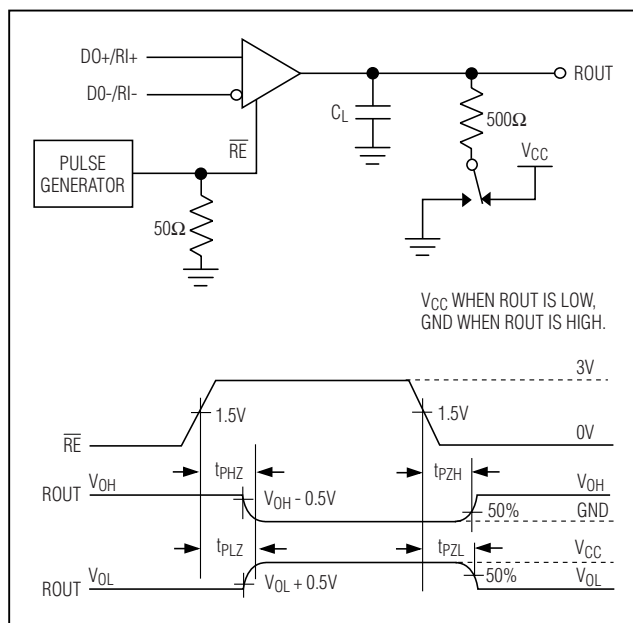 DO+/RI+
DO-/RI-
ROUT
C_L
500Ω
V_CC
R̅E̅
PULSE
GENERATOR
50Ω
V_CC WHEN ROUT IS LOW,
GND WHEN ROUT IS HIGH.
3V
1.5V
1.5V
R̅E̅
0V
t_PHZ
t_PZH
ROUT V_OH
V_OH - 0.5V
V_OH
50%
GND
t_PLZ
t_PZL
V_CC
ROUT V_OL
V_OL + 0.5V
50%
V_OL